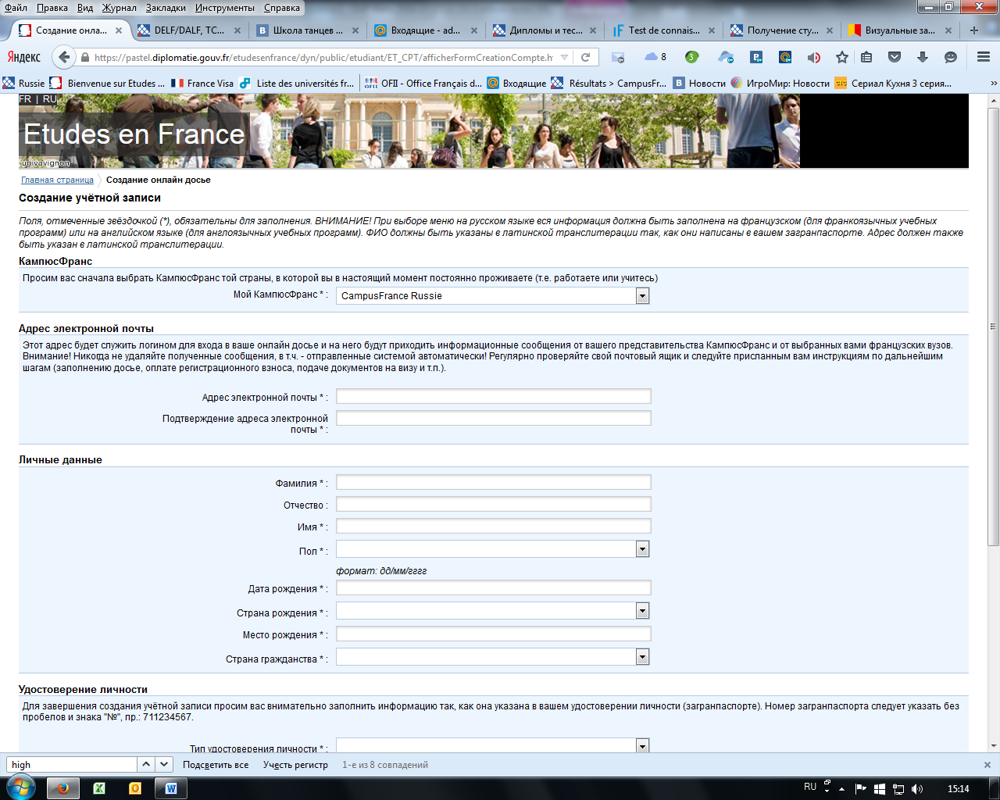 Файл Правка Вид Журнал Закладки Инструменты Справка
Создание онла... DELF/DALF, TC... Школа танцев ... Входящие - ad... Дипломы и тес... Test de connais... Получение сту... Визуальные за...
Яндекс https://pastel.diplomatie.gouv.fr/etudesenfrance/dyn/public/etudiant/ET_CPT/afficherFormCreationCompte.h 8 3
Russie Bienvenue sur Etudes ... France Visa Liste des universités fr... OFII - Office Français d... Входящие Résultats > CampusFr... Новости ИгроМир: Новости Сериал Кухня 3 серия...
FR | RU
Etudes en France
univavignon
Главная страница Создание онлайн досье
Создание учётной записи
Поля, отмеченные звёздочкой (*), обязательны для заполнения. ВНИМАНИЕ! При выборе меню на русском языке вся информация должна быть заполнена на французском (для франкоязычных учебных
программ) или на английском языке (для англоязычных учебных программ). ФИО должны быть указаны в латинской транслитерации так, как они написаны в вашем загранпаспорте. Адрес должен также
быть указан в латинской транслитерации.
КампюсФранс
Просим вас сначала выбрать КампюсФранс той страны, в которой вы в настоящий момент постоянно проживаете (т.е. работаете или учитесь)
Мой КампюсФранс * : CampusFrance Russie
Адрес электронной почты
Этот адрес будет служить логином для входа в ваше онлайн досье и на него будут приходить информационные сообщения от вашего представительства КампюсФранс и от выбранных вами французских вузов.
Внимание! Никогда не удаляйте полученные сообщения, в т.ч. - отправленные системой автоматически! Регулярно проверяйте свой почтовый ящик и следуйте присланным вам инструкциям по дальнейшим
шагам (заполнению досье, оплате регистрационного взноса, подаче документов на визу и т.п.).
Адрес электронной почты * :
Подтверждение адреса электронной
почты * :
Личные данные
Фамилия * :
Отчество :
Имя * :
Пол * :
формат: дд/мм/гггг
Дата рождения * :
Страна рождения * :
Место рождения * :
Страна гражданства * :
Удостоверение личности
Для завершения создания учётной записи просим вас внимательно заполнить информацию так, как она указана в вашем удостоверении личности (загранпаспорте). Номер загранпаспорта следует указать без
пробелов и знака "№", пр.: 711234567.
Тип удостоверения личности * :
high Подсветить все Учесть регистр 1-е из 8 совпадений
RU 15:14